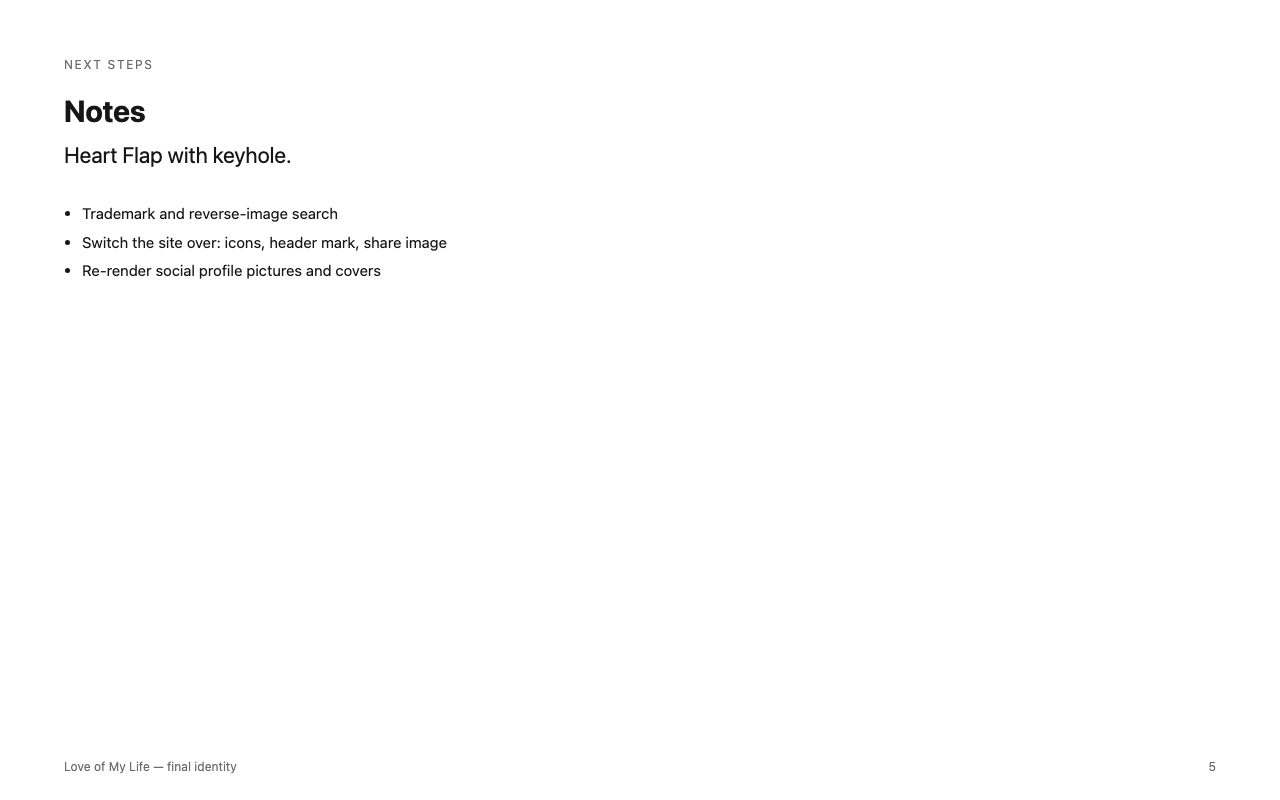 NEXT STEPS
Notes
Heart Flap with keyhole.
• Trademark and reverse-image search
• Switch the site over: icons, header mark, share image
• Re-render social profile pictures and covers
Love of My Life — final identity
5